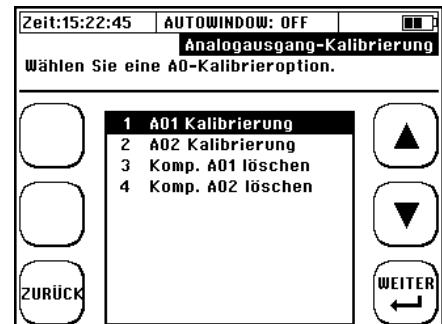 Zeit:15:22:45 AUTOWINDOW: OFF
Analogausgang-Kalibrierung
Wählen Sie eine AO-Kalibrieroption.
1 AO1 Kalibrierung
2 AO2 Kalibrierung
3 Komp. AO1 löschen
4 Komp. AO2 löschen
ZURÜCK
WEITER